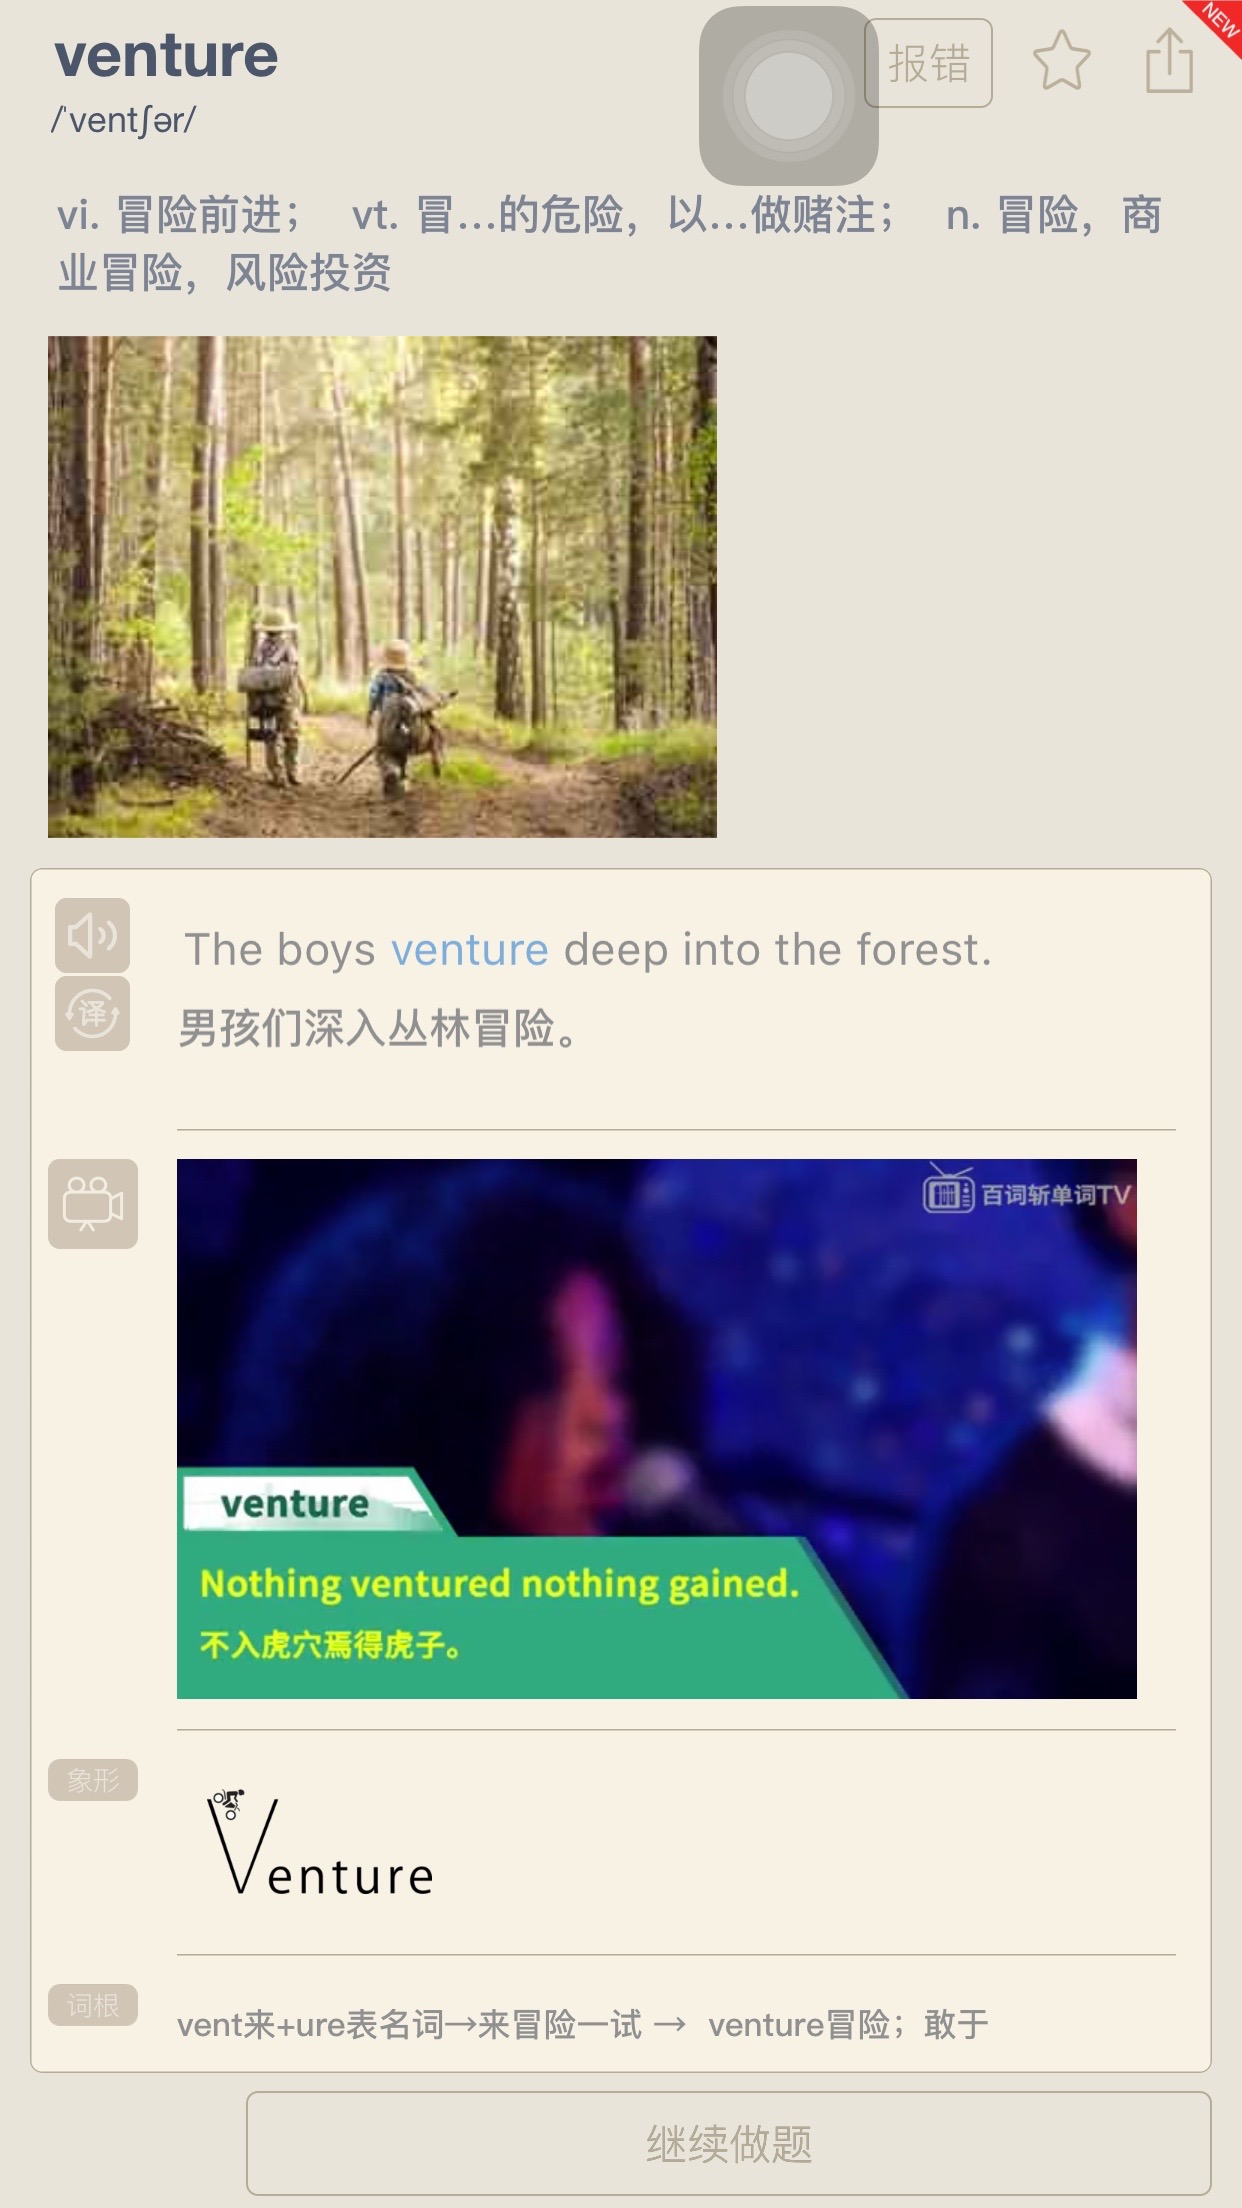 venture
报错
NEW
/ˈventʃər/
vi. 冒险前进； vt. 冒…的危险，以…做赌注； n. 冒险，商
业冒险，风险投资
The boys venture deep into the forest.
译
男孩们深入丛林冒险。
百词斩单词TV
venture
Nothing ventured nothing gained.
不入虎穴焉得虎子。
象形
Venture
词根
vent来+ure表名词→来冒险一试 → venture冒险；敢于
继续做题